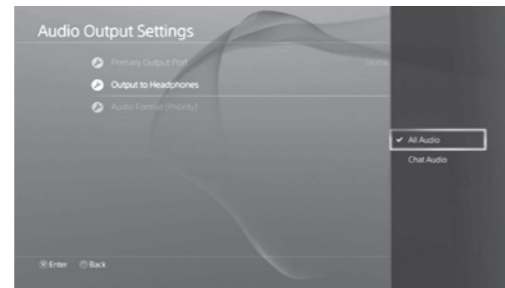 Audio Output Settings
Primary Output Port
Output to Headphones
Audio Format (Priority)
All Audio
Chat Audio
Enter Back